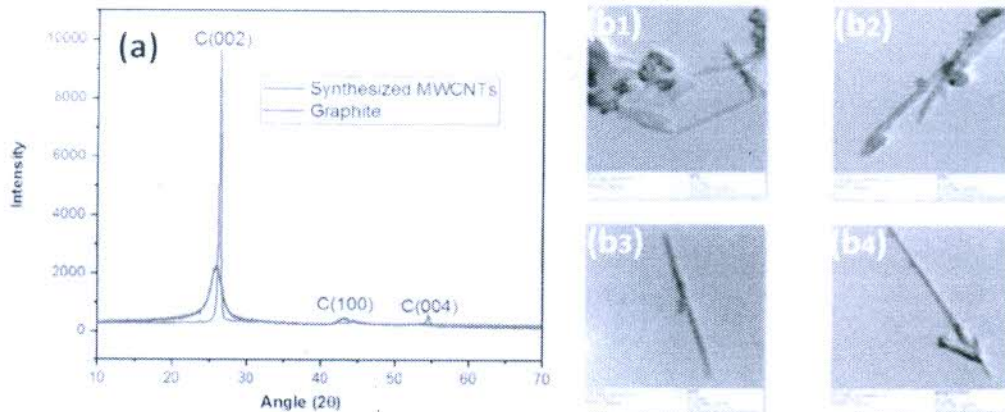 (a)
C(002)
Synthesized MWCNTs
Graphite
C(100)
C(004)
10000
8000
6000
4000
2000
0
Intensity
10 20 30 40 50 60 70
Angle (2θ)
(b1)
(b2)
(b3)
(b4)